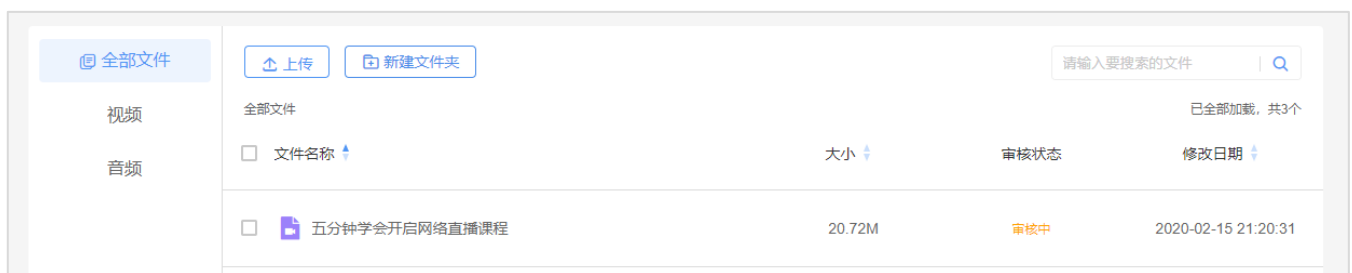 全部文件
上传 新建文件夹 请输入要搜索的文件
视频
全部文件 已全部加载，共3个
音频
文件名称 大小 审核状态 修改日期
五分钟学会开启网络直播课程 20.72M 审核中 2020-02-15 21:20:31